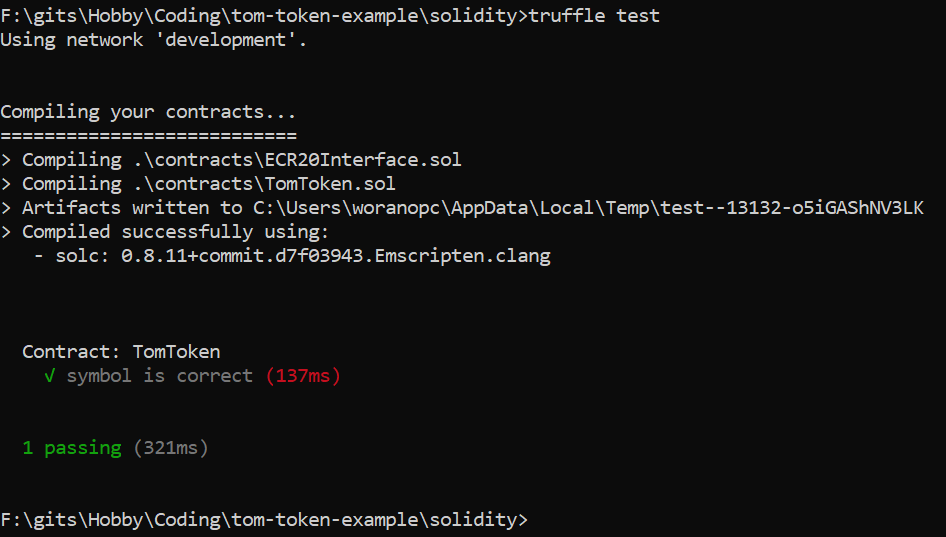 F:\gits\Hobby\Coding\tom-token-example\solidity>truffle test
Using network 'development'.
Compiling your contracts...
===========================
> Compiling .\contracts\ECR20Interface.sol
> Compiling .\contracts\TomToken.sol
> Artifacts written to C:\Users\woranopc\AppData\Local\Temp\test--13132-o5iGAShNV3LK
> Compiled successfully using:
- solc: 0.8.11+commit.d7f03943.Emscripten.clang
Contract: TomToken
√ symbol is correct (137ms)
1 passing (321ms)
F:\gits\Hobby\Coding\tom-token-example\solidity>